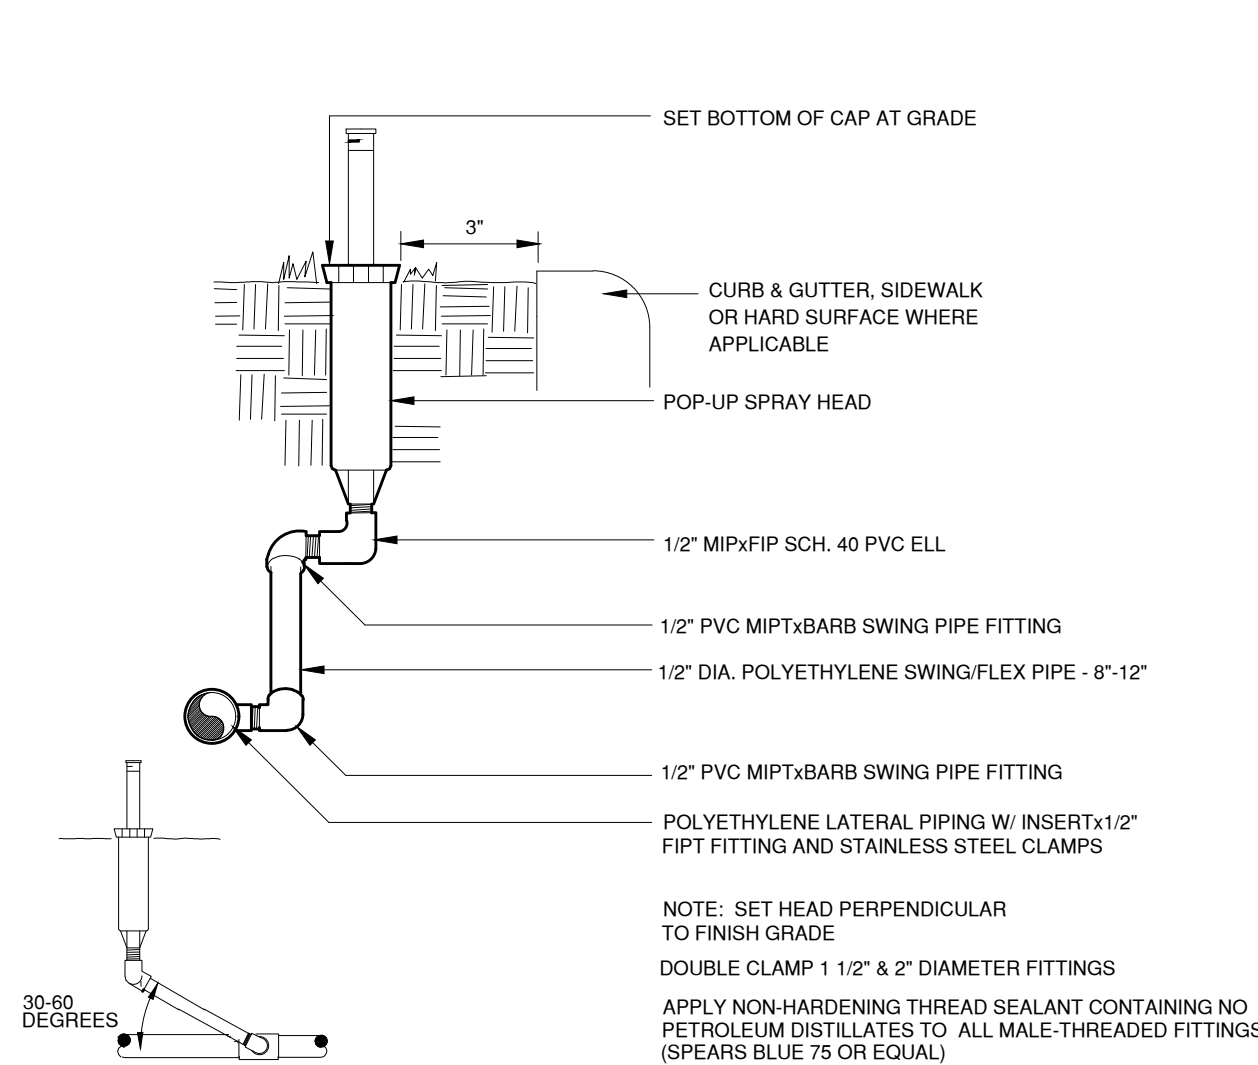 SET BOTTOM OF CAP AT GRADE
3"
CURB & GUTTER, SIDEWALK
OR HARD SURFACE WHERE
APPLICABLE
POP-UP SPRAY HEAD
1/2" MIPxFIP SCH. 40 PVC ELL
1/2" PVC MIPTxBARB SWING PIPE FITTING
1/2" DIA. POLYETHYLENE SWING/FLEX PIPE - 8"-12"
1/2" PVC MIPTxBARB SWING PIPE FITTING
POLYETHYLENE LATERAL PIPING W/ INSERTx1/2"
FIPT FITTING AND STAINLESS STEEL CLAMPS
NOTE: SET HEAD PERPENDICULAR
TO FINISH GRADE
DOUBLE CLAMP 1 1/2" & 2" DIAMETER FITTINGS
APPLY NON-HARDENING THREAD SEALANT CONTAINING NO
PETROLEUM DISTILLATES TO ALL MALE-THREADED FITTINGS
(SPEARS BLUE 75 OR EQUAL)
30-60
DEGREES